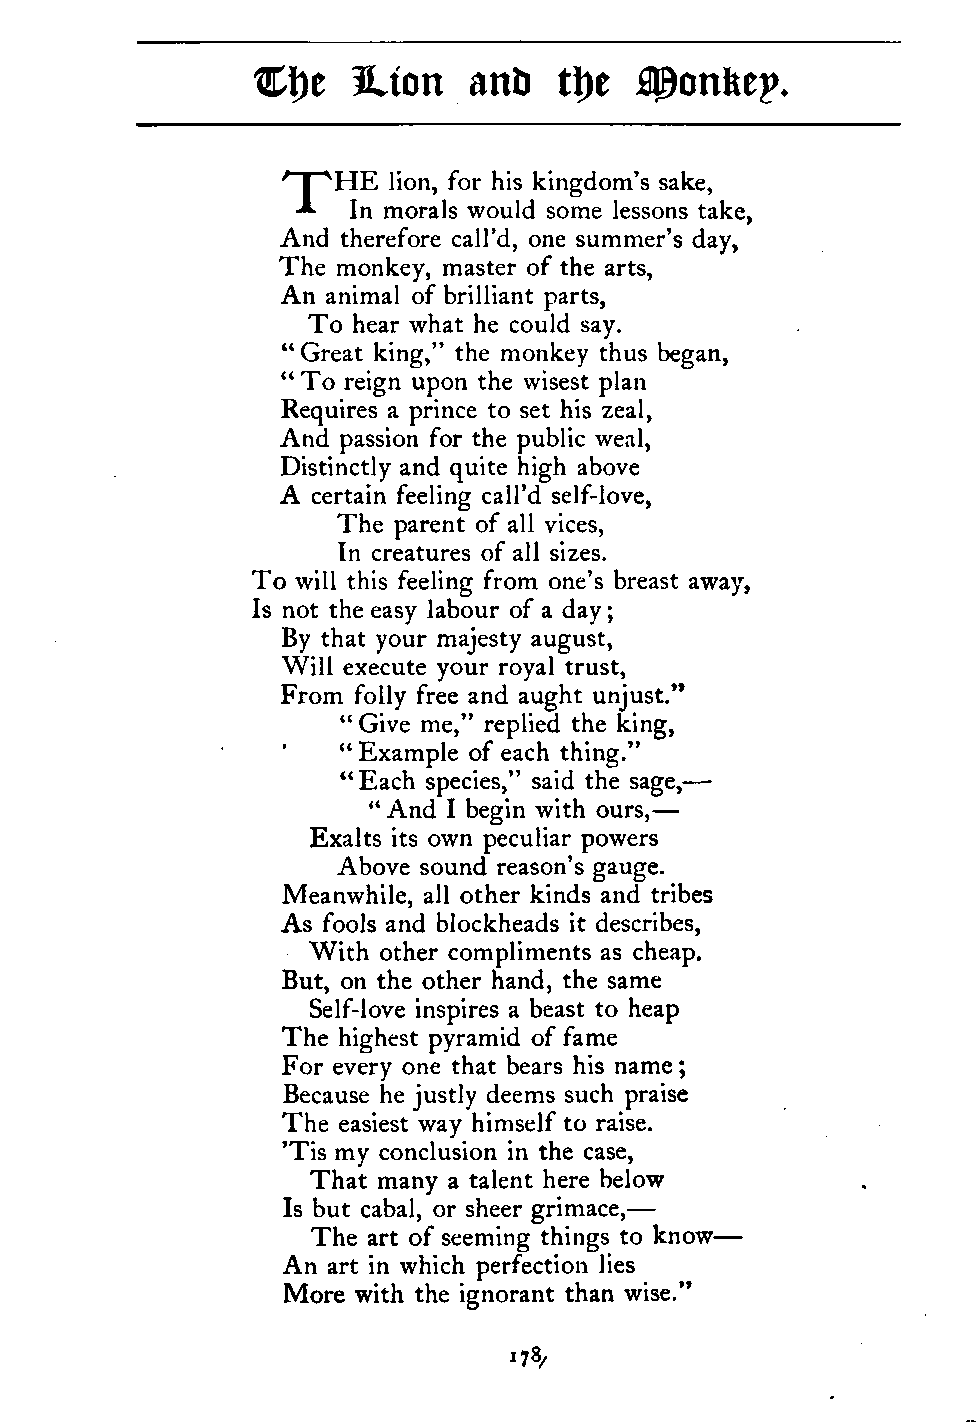 The Lion and the Monkey.
THE lion, for his kingdom's sake,
In morals would some lessons take,
And therefore call'd, one summer's day,
The monkey, master of the arts,
An animal of brilliant parts,
To hear what he could say.
"Great king," the monkey thus began,
"To reign upon the wisest plan
Requires a prince to set his zeal,
And passion for the public weal,
Distinctly and quite high above
A certain feeling call'd self-love,
The parent of all vices,
In creatures of all sizes.
To will this feeling from one's breast away,
Is not the easy labour of a day;
By that your majesty august,
Will execute your royal trust,
From folly free and aught unjust."
"Give me," replied the king,
"Example of each thing."
"Each species," said the sage,—
"And I begin with ours,—
Exalts its own peculiar powers
Above sound reason's gauge.
Meanwhile, all other kinds and tribes
As fools and blockheads it describes,
With other compliments as cheap.
But, on the other hand, the same
Self-love inspires a beast to heap
The highest pyramid of fame
For every one that bears his name;
Because he justly deems such praise
The easiest way himself to raise.
'Tis my conclusion in the case,
That many a talent here below
Is but cabal, or sheer grimace,—
The art of seeming things to know—
An art in which perfection lies
More with the ignorant than wise."
178